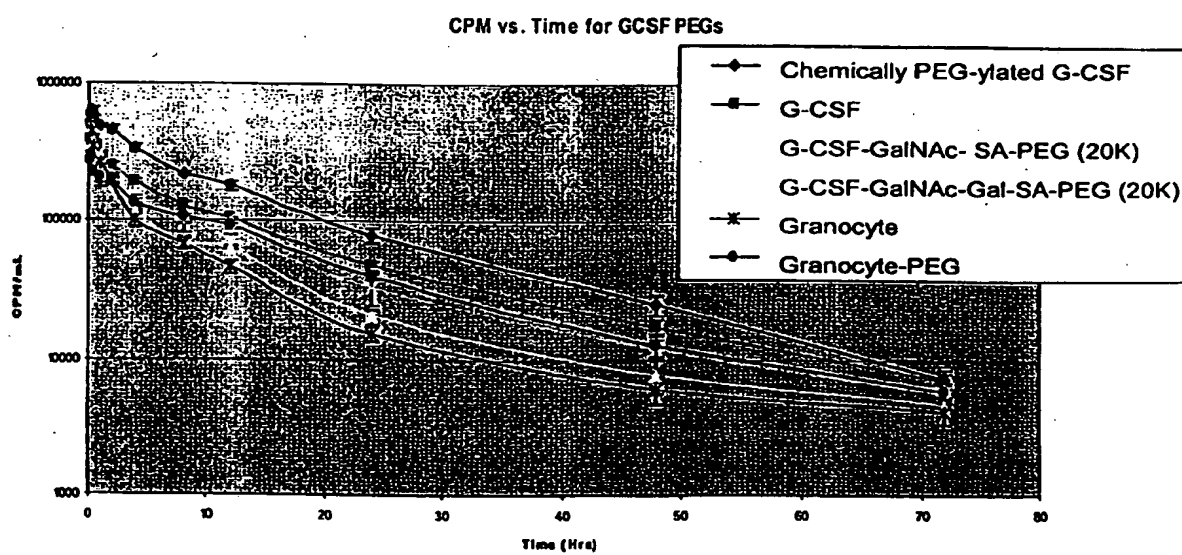 CPM vs. Time for GCSF PEGs
Chemically PEG-ylated G-CSF
G-CSF
G-CSF-GalNAc- SA-PEG (20K)
G-CSF-GalNAc-Gal-SA-PEG (20K)
Granocyte
Granocyte-PEG
1000000
100000
10000
1000
CPM/mL
0 10 20 30 40 50 60 70 80
Time (Hrs)